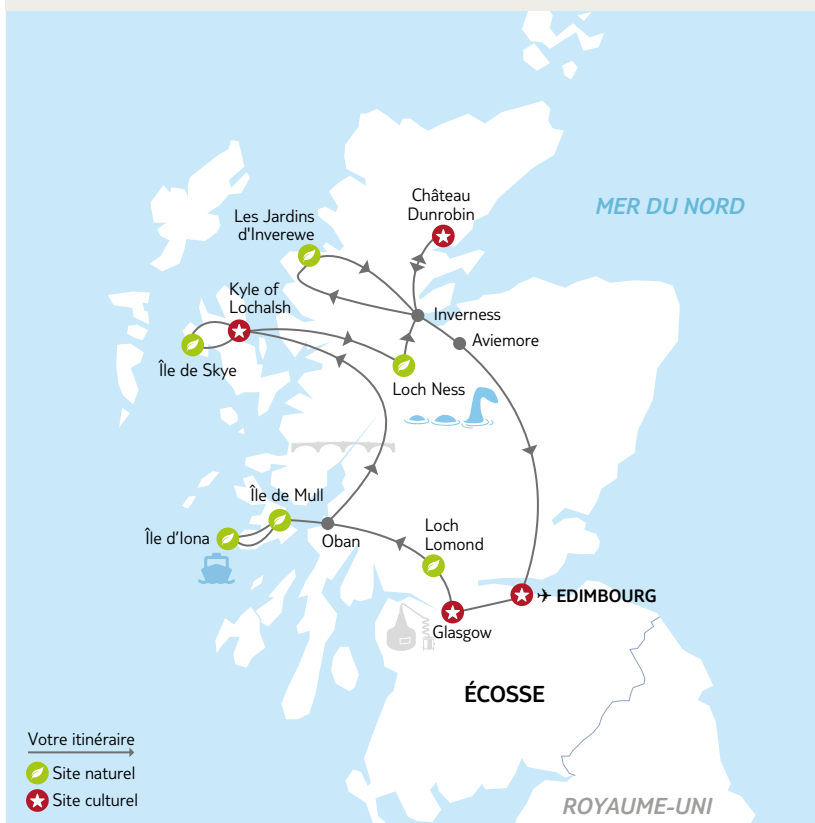 Château
Dunrobin
MER DU NORD
Les Jardins
d'Inverewe
Kyle of
Lochalsh
Inverness
Aviemore
Île de Skye
Loch Ness
Île de Mull
Île d'Iona
Oban
Loch
Lomond
EDIMBOURG
Glasgow
ÉCOSSE
Votre itinéraire
Site naturel
Site culturel
ROYAUME-UNI